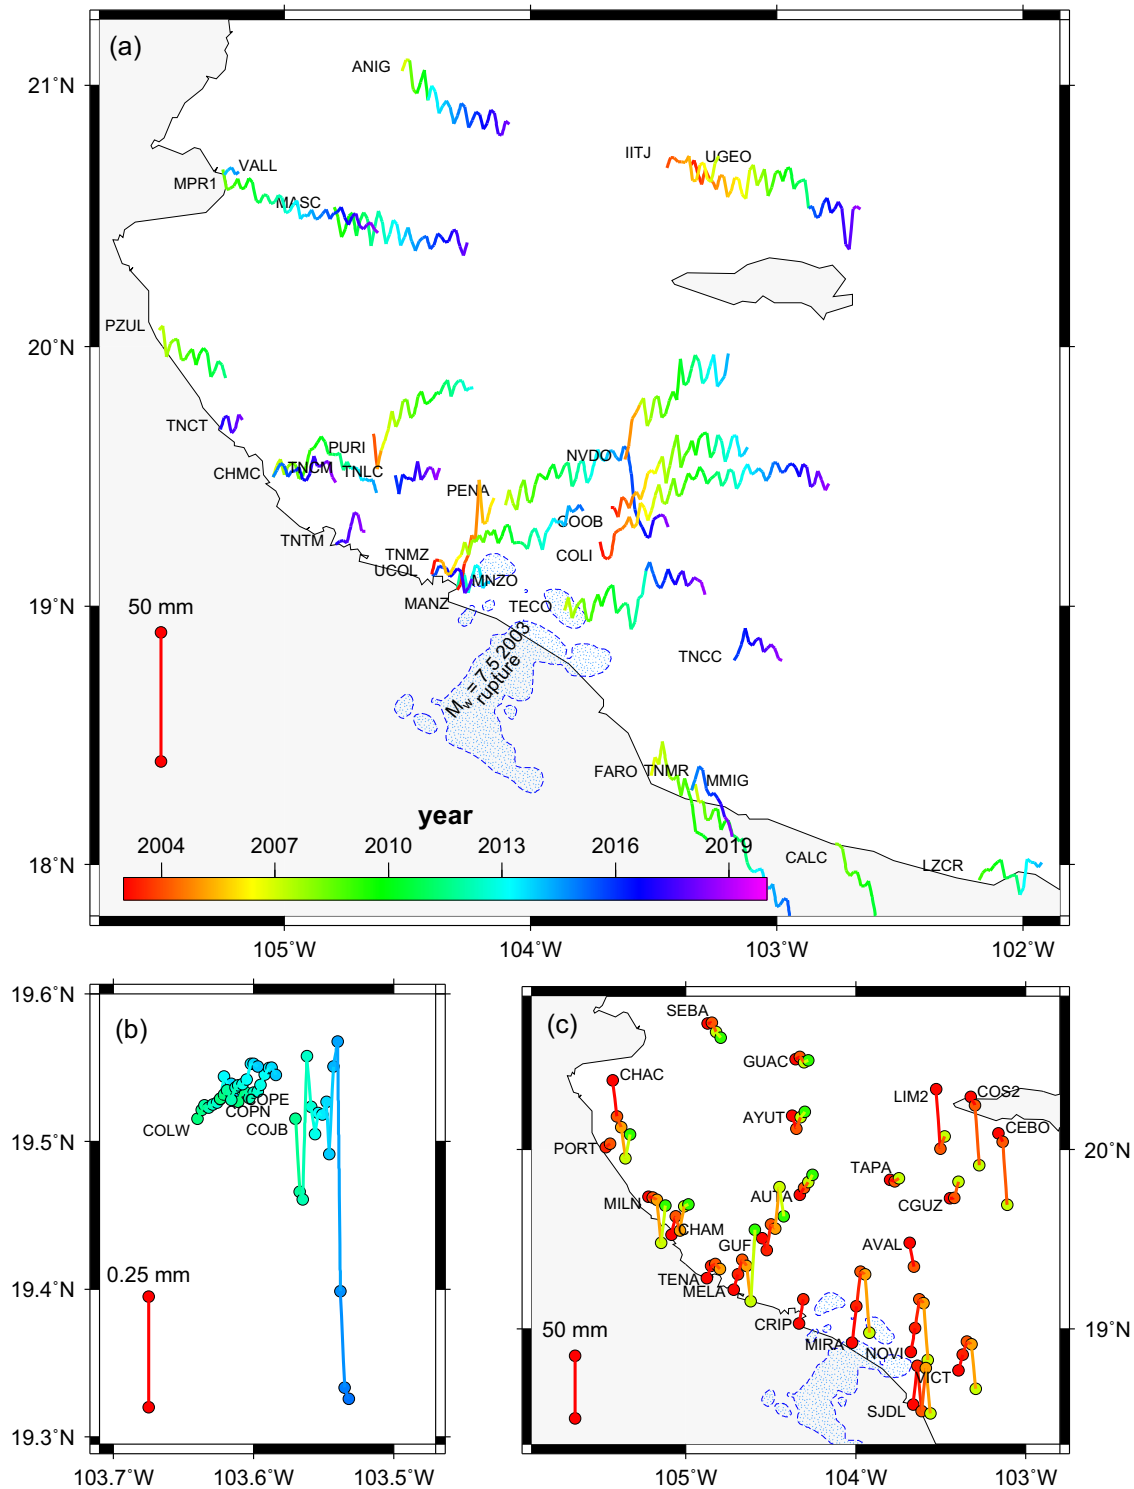 (a)
ANIG
21°N
IITJ
UGEO
VALL
MPR1
MASC
PZUL
20°N
TNCT
PURI
CHMC
TNCM
TNLC
NVDO
PENA
COOB
TNTM
TNMZ
COLI
UCOL
MNZO
MANZ
TECO
19°N
50 mm
TNCC
Mw = 7.5 2003
rupture
FARO
TNMR
MMIG
year
2004 2007 2010 2013 2016 2019
CALC
LZCR
18°N
105°W 104°W 103°W 102°W
19.6°N
(b)
COPE
COPN
COLW
COJB
19.5°N
19.4°N
0.25 mm
19.3°N
103.7°W 103.6°W 103.5°W
(c)
SEBA
GUAC
CHAC
LIM2
COS2
AYUT
CEBO
PORT
20°N
TAPA
MILN
AUTA
CGUZ
CHAM
GUF
AVAL
TENA
MELA
CRIP
MIRA
19°N
50 mm
NOVI
VICT
SJDL
105°W 104°W 103°W